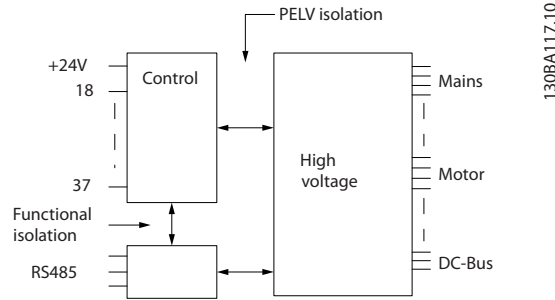 PELV isolation
130BA117.10
+24V
Control
18
Mains
High
voltage
37
Motor
Functional
isolation
RS485
DC-Bus